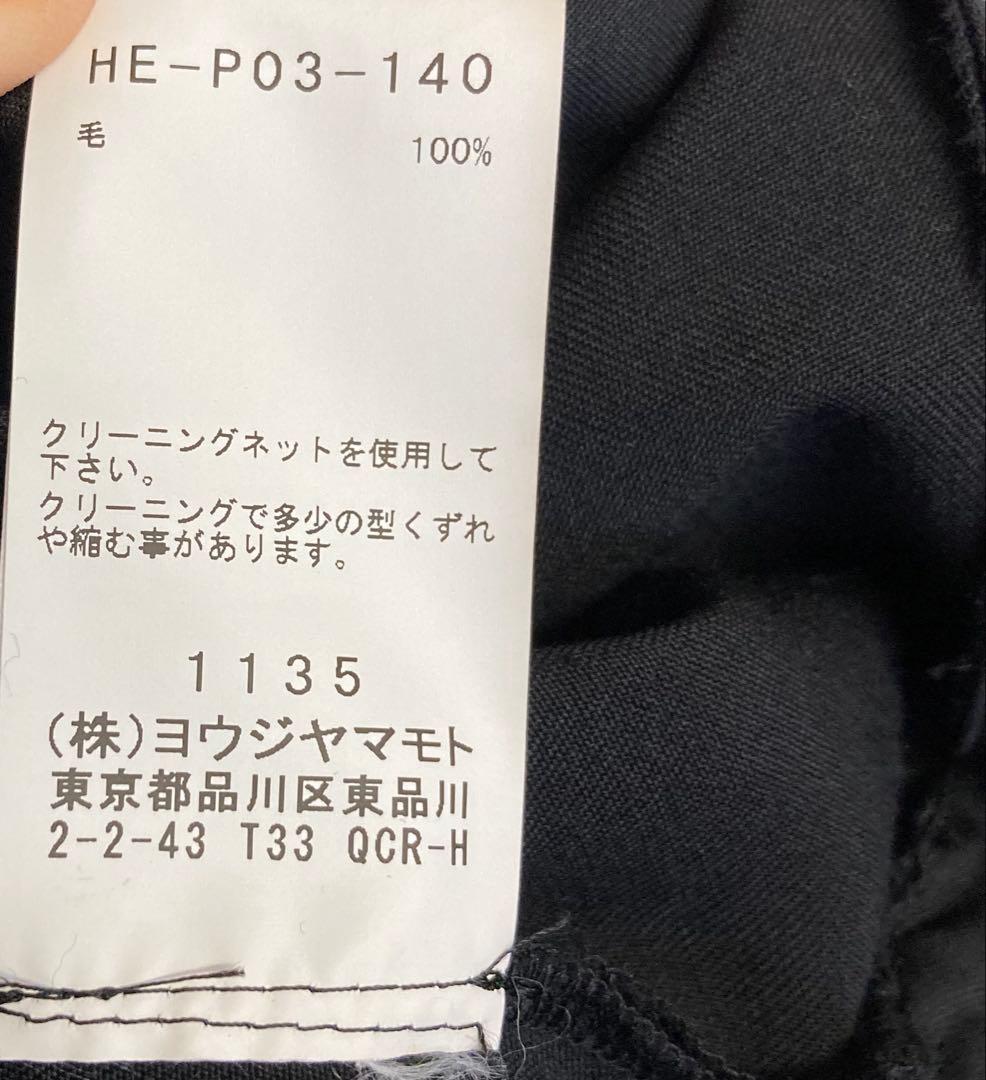 HE-P03-140
毛 100%
クリーニングネットを使用して
下さい。
クリーニングで多少の型くずれ
や縮む事があります。
1135
(株)ヨウジヤマモト
東京都品川区東品川
2-2-43 T33 QCR-H